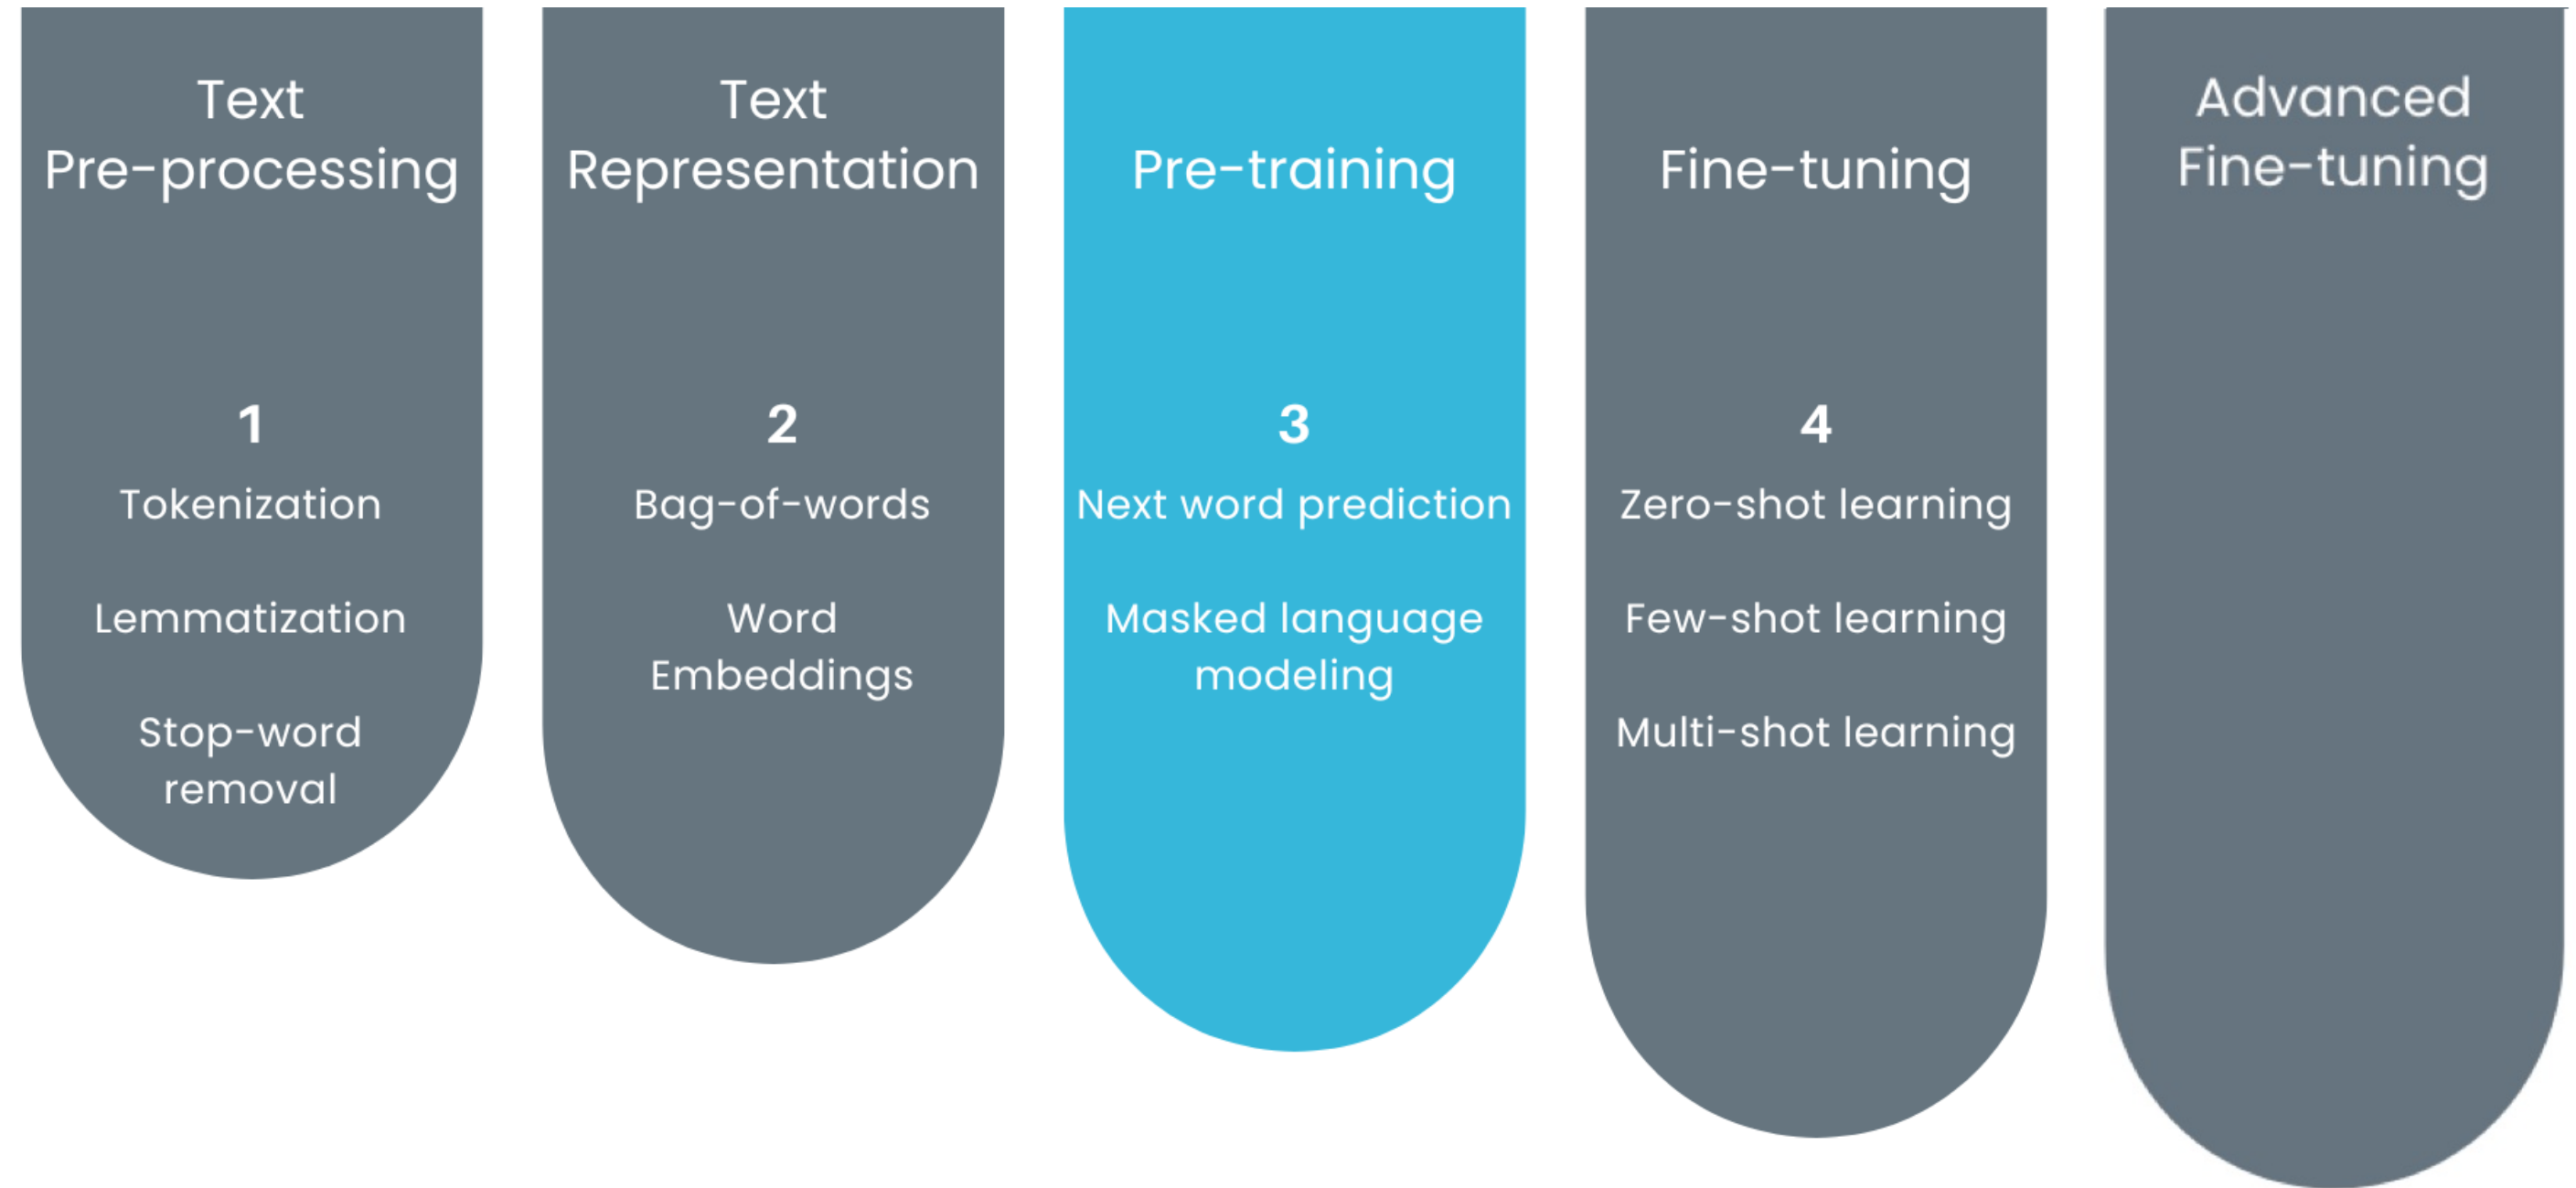 Text
Pre-processing
1
Tokenization
Lemmatization
Stop-word
removal
Text
Representation
2
Bag-of-words
Word
Embeddings
Pre-training
3
Next word prediction
Masked language
modeling
Fine-tuning
4
Zero-shot learning
Few-shot learning
Multi-shot learning
Advanced
Fine-tuning